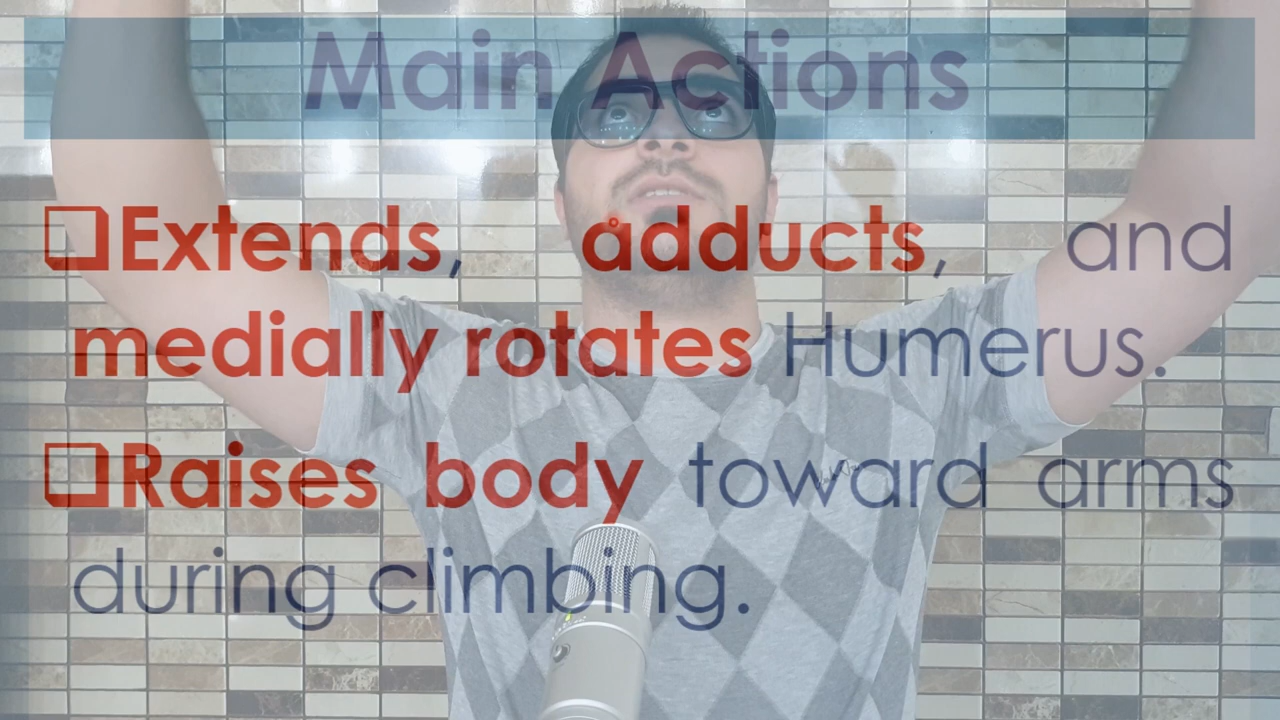 Main Actions
❑Extends, adducts, and
medially rotates Humerus.
❑Raises body toward arms
during climbing.